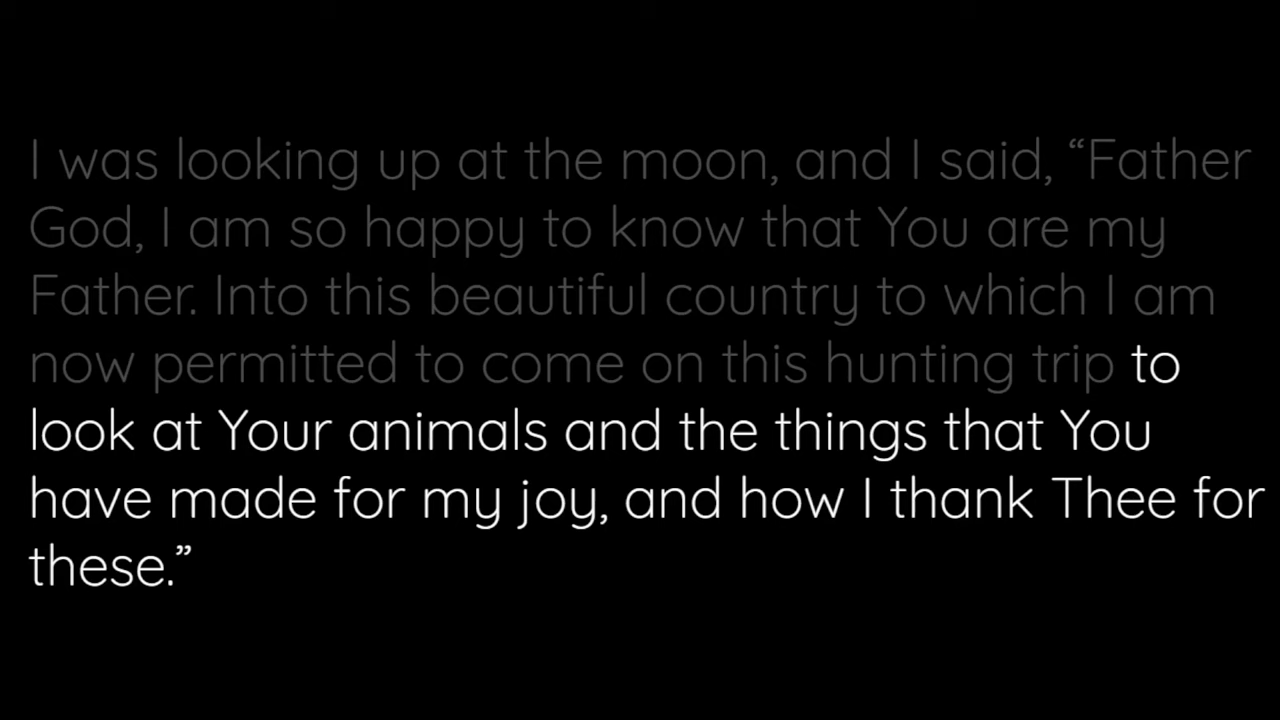 I was looking up at the moon, and I said, “Father
God, I am so happy to know that You are my
Father. Into this beautiful country to which I am
now permitted to come on this hunting trip to
look at Your animals and the things that You
have made for my joy, and how I thank Thee for
these.”